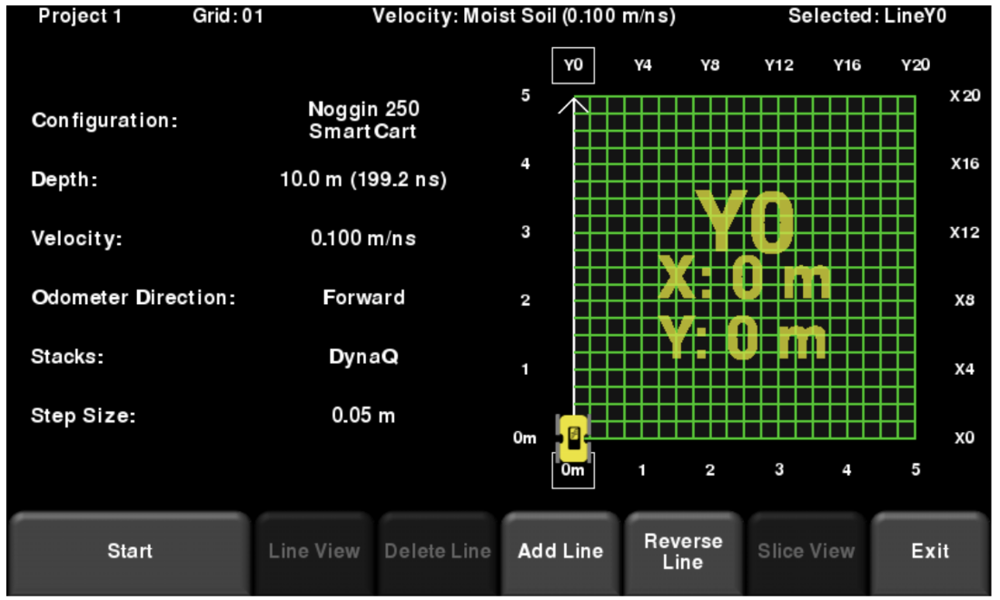 Project 1 Grid: 01 Velocity: Moist Soil (0.100 m/ns) Selected: LineY0
Y0 Y4 Y8 Y12 Y16 Y20
Configuration: Noggin 250
SmartCart
Depth: 10.0 m (199.2 ns)
Velocity: 0.100 m/ns
Odometer Direction: Forward
Stacks: DynaQ
Step Size: 0.05 m
5 X20
4 X16
3 X12
2 X8
1 X4
0m X0
Y0
X: 0 m
Y: 0 m
0m 1 2 3 4 5
Start
Line View
Delete Line
Add Line
Reverse
Line
Slice View
Exit